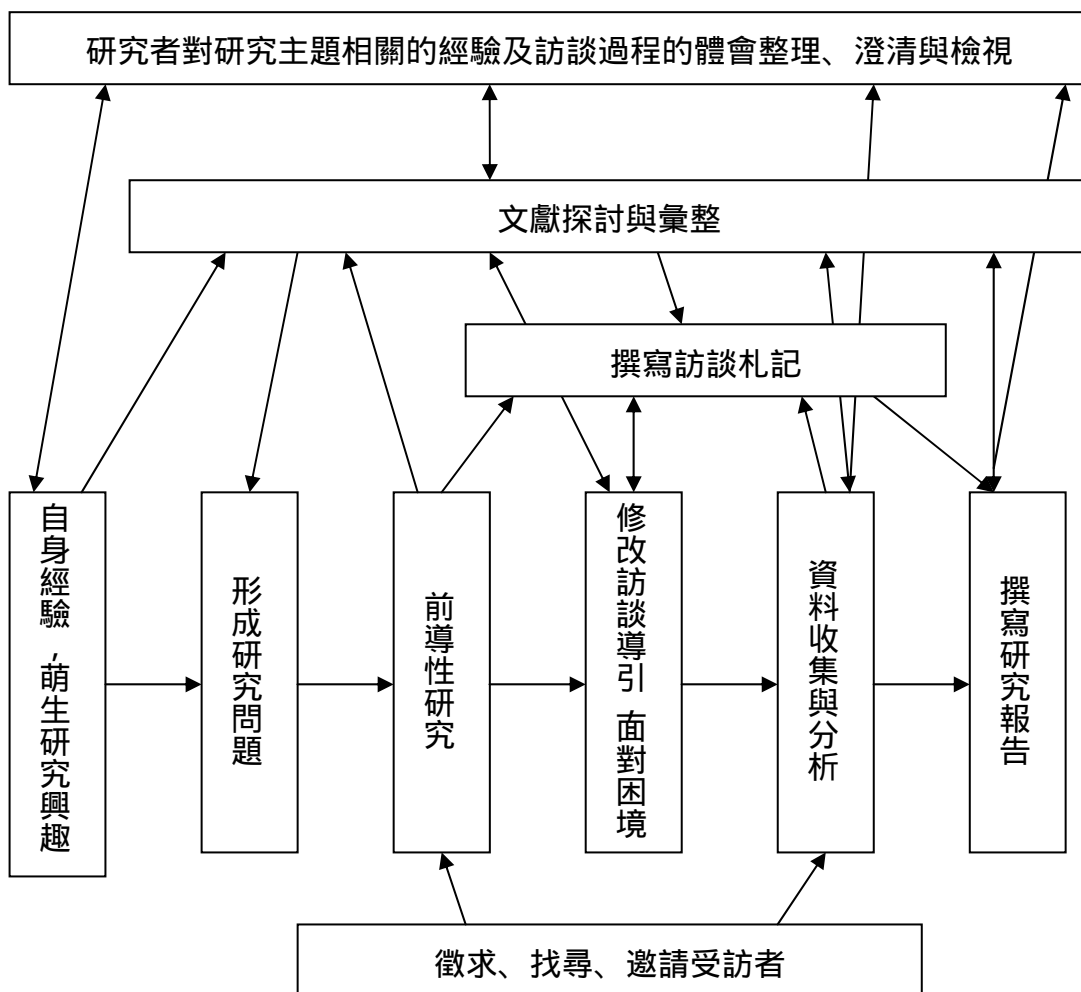 研究者對研究主題相關的經驗及訪談過程的體會整理、澄清與檢視
文獻探討與彙整
撰寫訪談札記
自身經驗,萌生研究興趣
形成研究問題
前導性研究
修改訪談導引 面對困境
資料收集與分析
撰寫研究報告
徵求、找尋、邀請受訪者